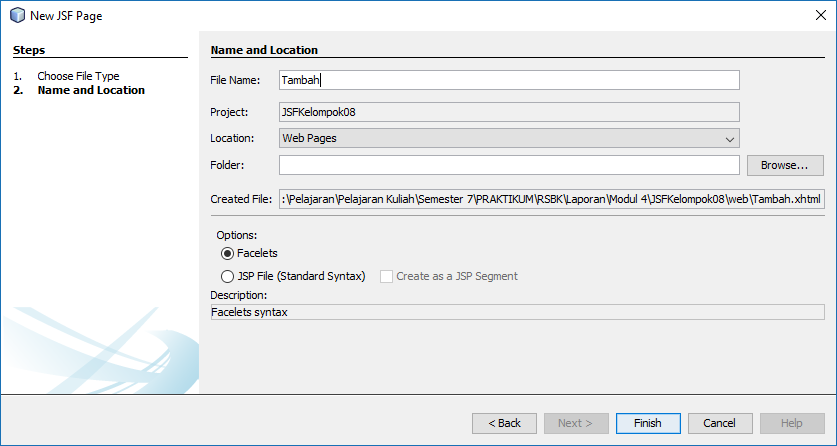 New JSF Page
Steps
1. Choose File Type
2. Name and Location
Name and Location
File Name: Tambah
Project: JSFKelompok08
Location: Web Pages
Folder: Browse...
Created File: :\Pelajaran\Pelajaran Kuliah\Semester 7\PRAKTIKUM\RSBK\Laporan\Modul 4\JSFKelompok08\web\Tambah.xhtml
Options:
Facelets
JSP File (Standard Syntax) Create as a JSP Segment
Description:
Facelets syntax
< Back Next > Finish Cancel Help